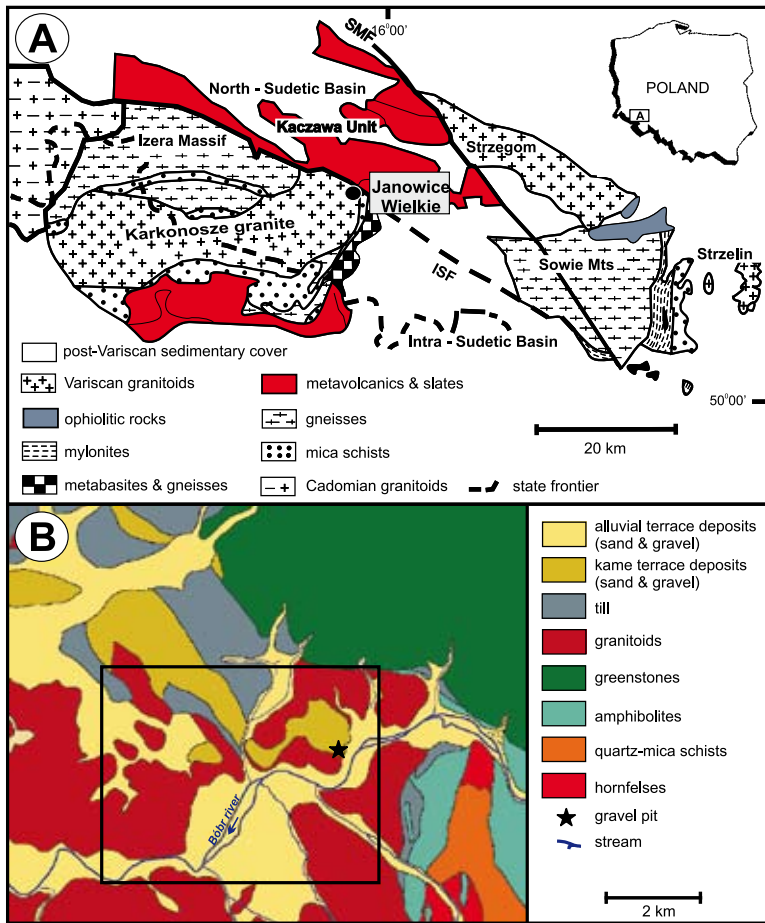 A
16°00'
SMF
POLAND
A
North - Sudetic Basin
Kaczawa Unit
Izera Massif
Strzegom
Janowice
Wielkie
Karkonosze granite
ISF
Sowie Mts
Strzelin
Intra - Sudetic Basin
post-Variscan sedimentary cover
Variscan granitoids
metavolcanics & slates
ophiolitic rocks
gneisses
mylonites
mica schists
metabasites & gneisses
Cadomian granitoids
state frontier
50°00'
20 km
B
Bóbr river
alluvial terrace deposits
(sand & gravel)
kame terrace deposits
(sand & gravel)
till
granitoids
greenstones
amphibolites
quartz-mica schists
hornfelses
gravel pit
stream
2 km